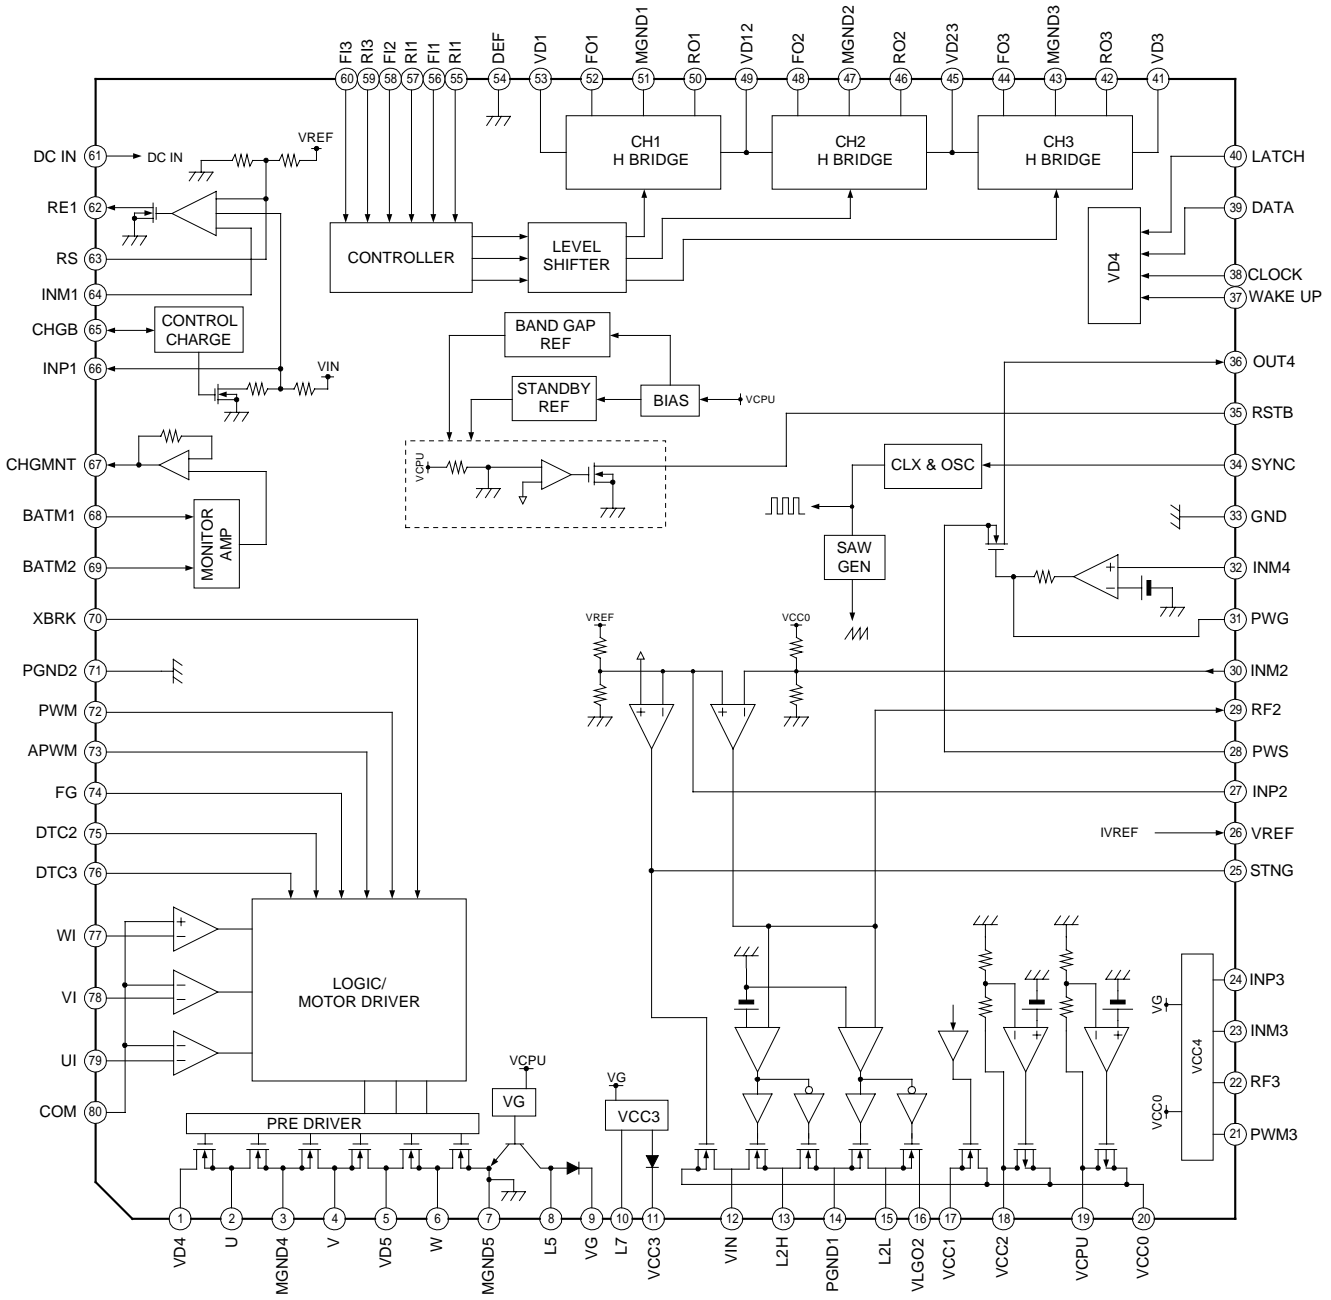 FI3 RI3 FI2 RI1 FI1 RI1 DEF VD1 FO1 MGND1 RO1 VD12 FO2 MGND2 RO2 VD23 FO3 MGND3 RO3 VD3
60 59 58 57 56 55 54 53 52 51 50 49 48 47 46 45 44 43 42 41
DC IN 61 DC IN
VREF
CH1
H BRIDGE
CH2
H BRIDGE
CH3
H BRIDGE
40 LATCH
RE1 62
39 DATA
RS 63
CONTROLLER
LEVEL
SHIFTER
VD4
38 CLOCK
INM1 64
37 WAKE UP
CHGB 65
CONTROL
CHARGE
BAND GAP
REF
INP1 66
VIN
36 OUT4
STANDBY
REF
BIAS
VCPU
35 RSTB
CHGMNT 67
VCPU
CLX & OSC
34 SYNC
BATM1 68
MONITOR
AMP
33 GND
SAW
GEN
BATM2 69
+
−
32 INM4
XBRK 70
VREF
VCC0
31 PWG
PGND2 71
30 INM2
PWM 72
+ −
+ −
29 RF2
APWM 73
28 PWS
FG 74
27 INP2
DTC2 75
IVREF
26 VREF
DTC3 76
25 STNG
WI 77
+
−
LOGIC/
MOTOR DRIVER
VI 78
−
−
24 INP3
VG
23 INM3
UI 79
−
−
− +
− +
VCC4
VCPU
VG
22 RF3
COM 80
VG
VCC3
VCC0
PRE DRIVER
21 PWM3
1 2 3 4 5 6 7 8 9 10 11 12 13 14 15 16 17 18 19 20
VD4 U MGND4 V VD5 W MGND5 L5 VG L7 VCC3 VIN L2H PGND1 L2L VLGO2 VCC1 VCC2 VCPU VCC0